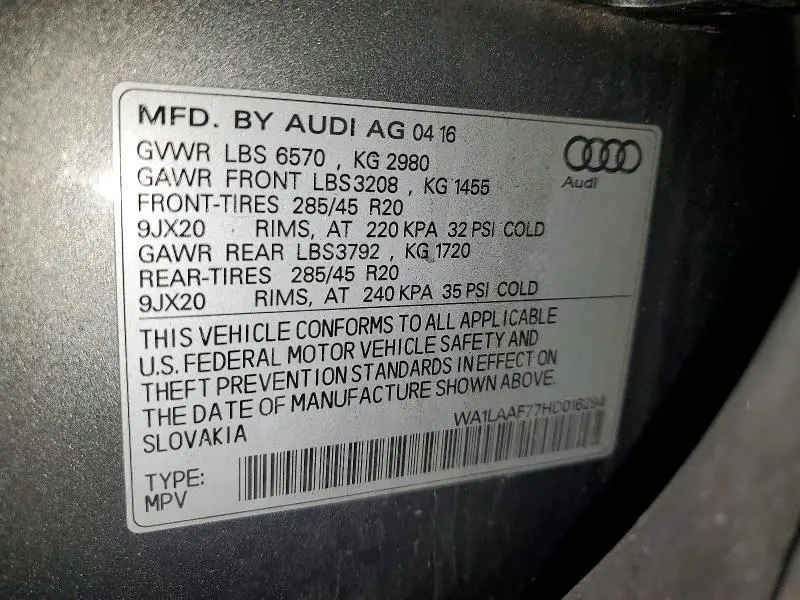 MFD. BY AUDI AG 04 16
GVWR LBS 6570 , KG 2980
GAWR FRONT LBS3208 , KG 1455
FRONT-TIRES 285/45 R20
9JX20 RIMS, AT 220 KPA 32 PSI COLD
GAWR REAR LBS3792 , KG 1720
REAR-TIRES 285/45 R20
9JX20 RIMS, AT 240 KPA 35 PSI COLD
Audi
THIS VEHICLE CONFORMS TO ALL APPLICABLE
U.S. FEDERAL MOTOR VEHICLE SAFETY AND
THEFT PREVENTION STANDARDS IN EFFECT ON
THE DATE OF MANUFACTURE SHOWN ABOVE.
SLOVAKIA
WA1LAAF77HD016294
TYPE:
MPV